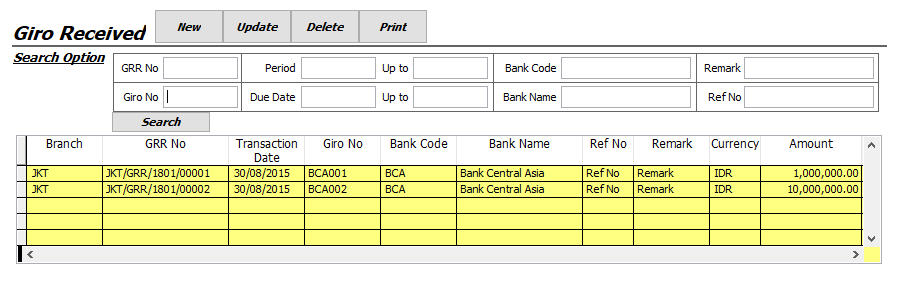 Giro Received New Update Delete Print
Search Option
GRR No Period Up to Bank Code Remark
Giro No Due Date Up to Bank Name Ref No
Search
Branch GRR No Transaction Date Giro No Bank Code Bank Name Ref No Remark Currency Amount
JKT JKT/GRR/1801/00001 30/08/2015 BCA001 BCA Bank Central Asia Ref No Remark IDR 1,000,000.00
JKT JKT/GRR/1801/00002 30/08/2015 BCA002 BCA Bank Central Asia Ref No Remark IDR 10,000,000.00